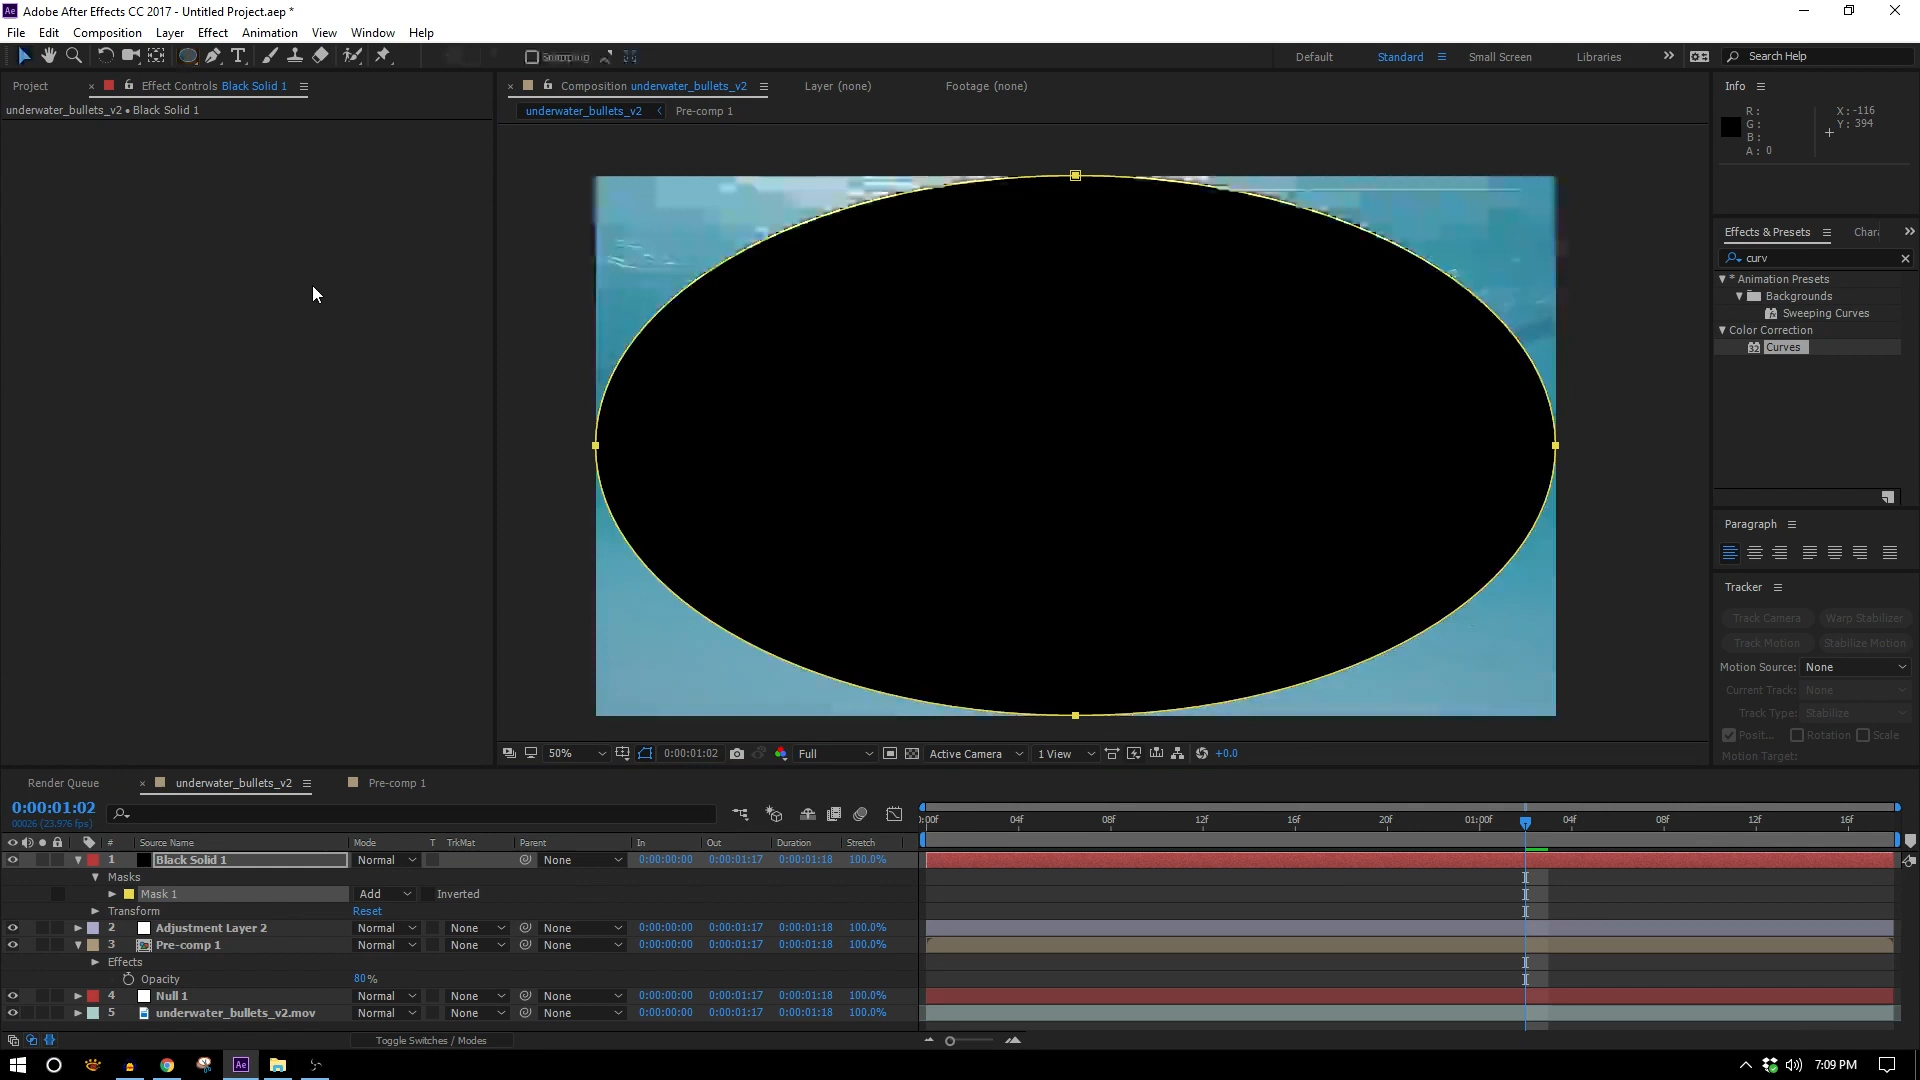 Ae Adobe After Effects CC 2017 - Untitled Project.aep *
File Edit Composition Layer Effect Animation View Window Help
Snapping Default Standard Small Screen Libraries Search Help
Project Effect Controls Black Solid 1
underwater_bullets_v2 • Black Solid 1
Composition underwater_bullets_v2 Layer (none) Footage (none)
underwater_bullets_v2 Pre-comp 1
Info
R: X: -116
G: Y: 394
B:
A: 0
Effects & Presets Chara
curv
* Animation Presets
Backgrounds
Sweeping Curves
Color Correction
32 Curves
Paragraph
Tracker
Track Camera Warp Stabilizer
Track Motion Stabilize Motion
Motion Source: None
Current Track: None
Track Type: Stabilize
Posit... Rotation Scale
Motion Target:
50% 0:00:01:02 Full Active Camera 1 View +0.0
Render Queue underwater_bullets_v2 Pre-comp 1
0:00:01:02
00026 (23.976 fps)
):00f 04f 08f 12f 16f 20f 01:00f 04f 08f 12f 16f
# Source Name Mode T TrkMat Parent In Out Duration Stretch
1 Black Solid 1 Normal None 0:00:00:00 0:00:01:17 0:00:01:18 100.0%
Masks
Mask 1 Add Inverted
Transform Reset
2 Adjustment Layer 2 Normal None None 0:00:00:00 0:00:01:17 0:00:01:18 100.0%
3 Pre-comp 1 Normal None None 0:00:00:00 0:00:01:17 0:00:01:18 100.0%
Effects
Opacity 80%
4 Null 1 Normal None None 0:00:00:00 0:00:01:17 0:00:01:18 100.0%
5 underwater_bullets_v2.mov Normal None None 0:00:00:00 0:00:01:17 0:00:01:18 100.0%
Toggle Switches / Modes
Ae 7:09 PM